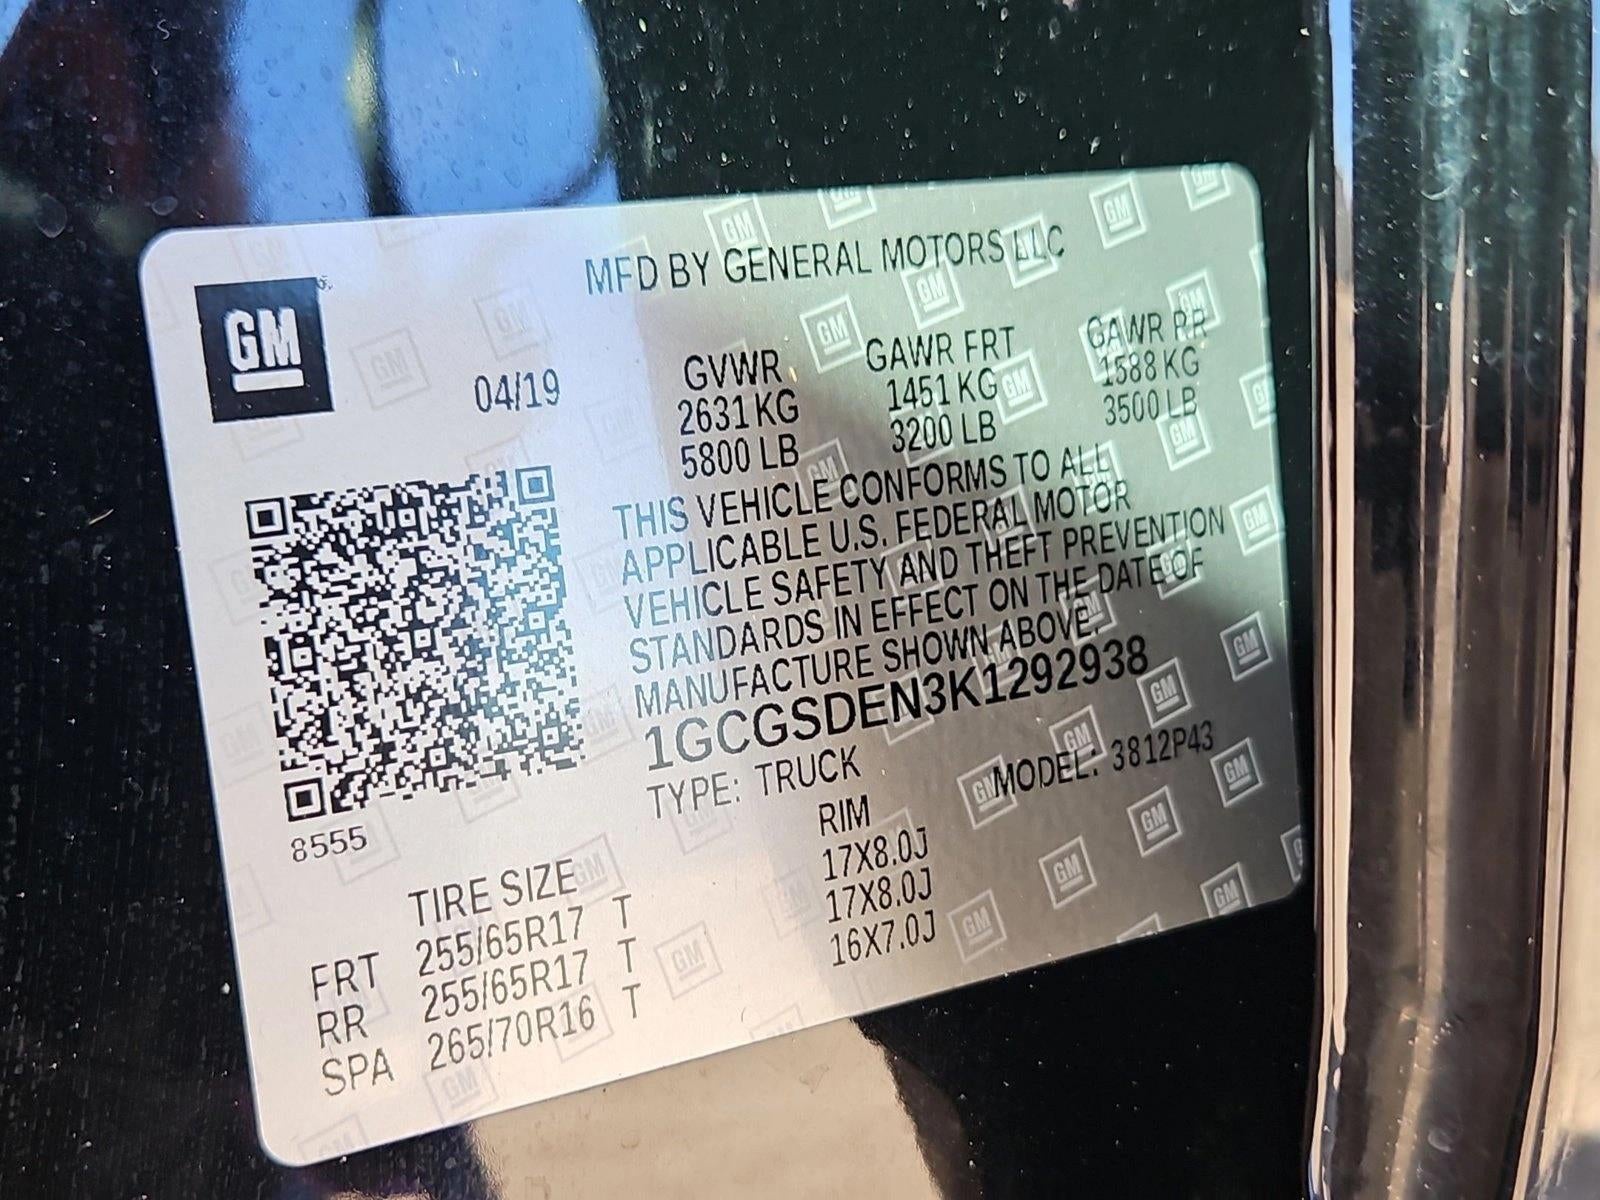 MFD BY GENERAL MOTORS LLC
GM
04/19
GVWR GAWR FRT GAWR RR
2631 KG 1451 KG 1588 KG
5800 LB 3200 LB 3500 LB
THIS VEHICLE CONFORMS TO ALL
APPLICABLE U.S. FEDERAL MOTOR
VEHICLE SAFETY AND THEFT PREVENTION
STANDARDS IN EFFECT ON THE DATE OF
MANUFACTURE SHOWN ABOVE.
1GCGSDEN3K1292938
TYPE: TRUCK MODEL: 3812P43
8555
TIRE SIZE RIM
FRT 255/65R17 T 17X8.0J
RR 255/65R17 T 17X8.0J
SPA 265/70R16 T 16X7.0J